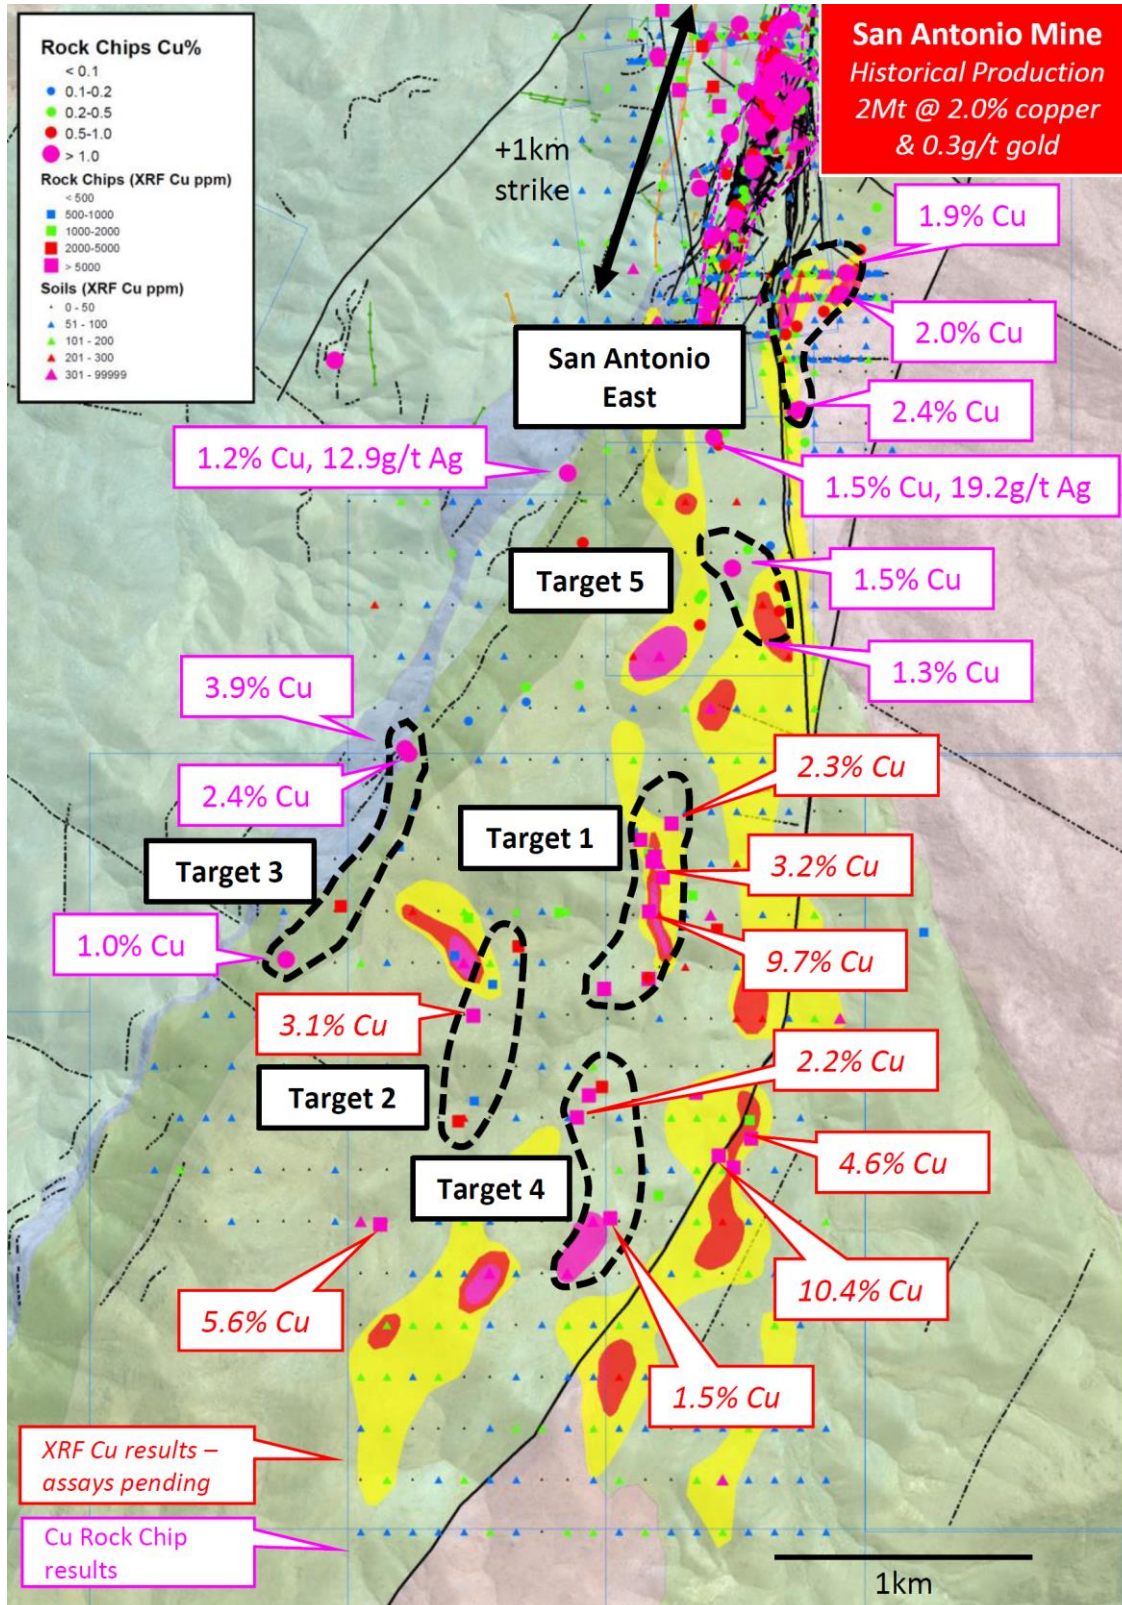 Rock Chips Cu%
< 0.1
0.1-0.2
0.2-0.5
0.5-1.0
> 1.0
Rock Chips (XRF Cu ppm)
< 500
500-1000
1000-2000
2000-5000
> 5000
Soils (XRF Cu ppm)
0 - 50
51 - 100
101 - 200
201 - 300
301 - 99999
San Antonio Mine
Historical Production
2Mt @ 2.0% copper
& 0.3g/t gold
+1km
strike
1.9% Cu
2.0% Cu
San Antonio
East
2.4% Cu
1.2% Cu, 12.9g/t Ag
1.5% Cu, 19.2g/t Ag
Target 5
1.5% Cu
1.3% Cu
3.9% Cu
2.4% Cu
2.3% Cu
Target 1
Target 3
3.2% Cu
1.0% Cu
9.7% Cu
3.1% Cu
2.2% Cu
Target 2
4.6% Cu
Target 4
10.4% Cu
5.6% Cu
1.5% Cu
XRF Cu results –
assays pending
Cu Rock Chip
results
1km